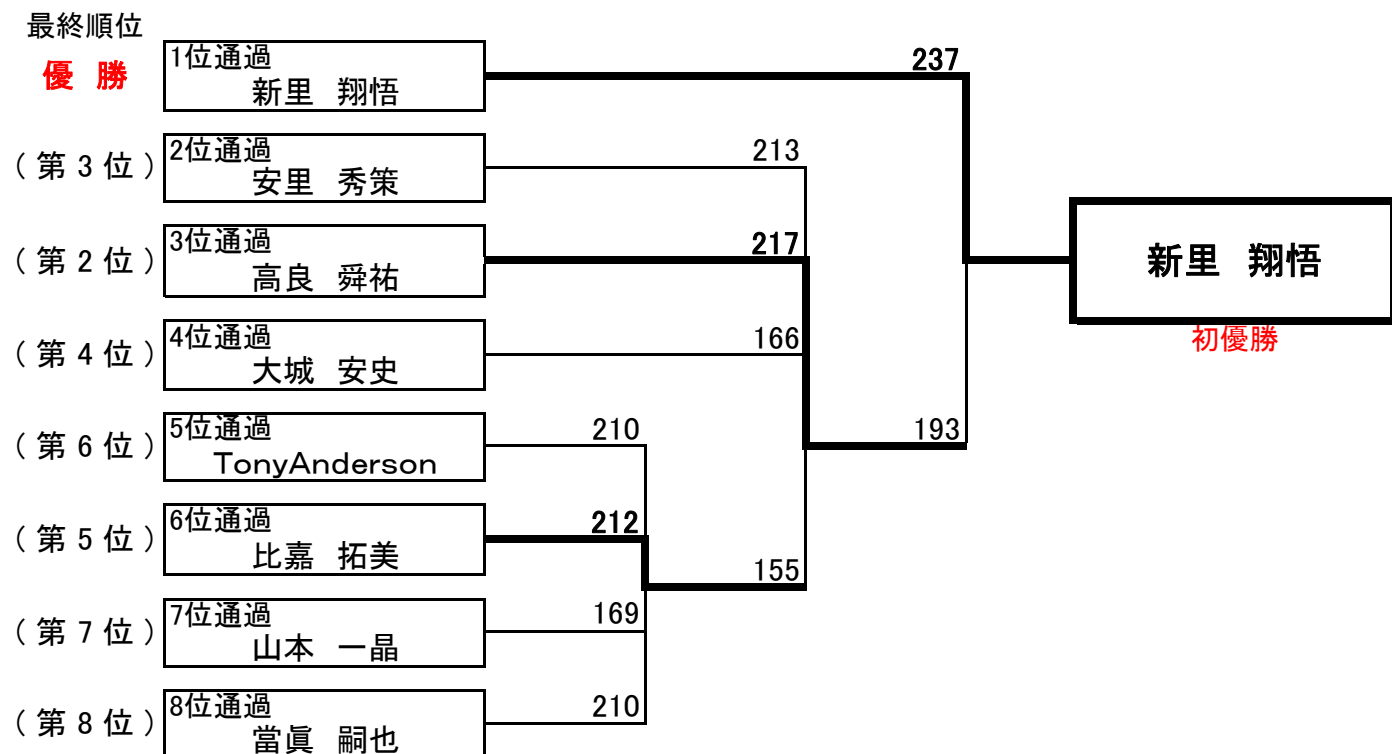 最終順位
優 勝
1位通過
新里 翔悟
237
(第3位)
2位通過
安里 秀策
213
(第2位)
3位通過
高良 舜祐
217
新里 翔悟
初優勝
(第4位)
4位通過
大城 安史
166
(第6位)
5位通過
TonyAnderson
210
193
(第5位)
6位通過
比嘉 拓美
212
155
(第7位)
7位通過
山本 一晶
169
(第8位)
8位通過
當眞 嗣也
210